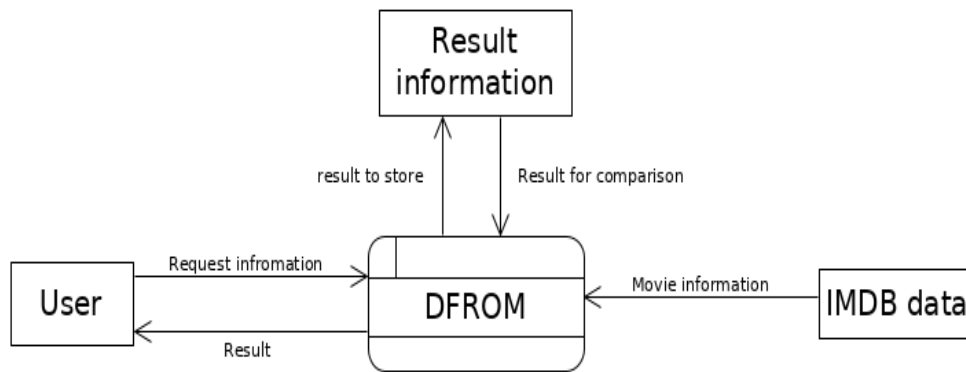 Result
information
result to store
Result for comparison
Request infromation
Movie information
User
DFROM
IMDB data
Result